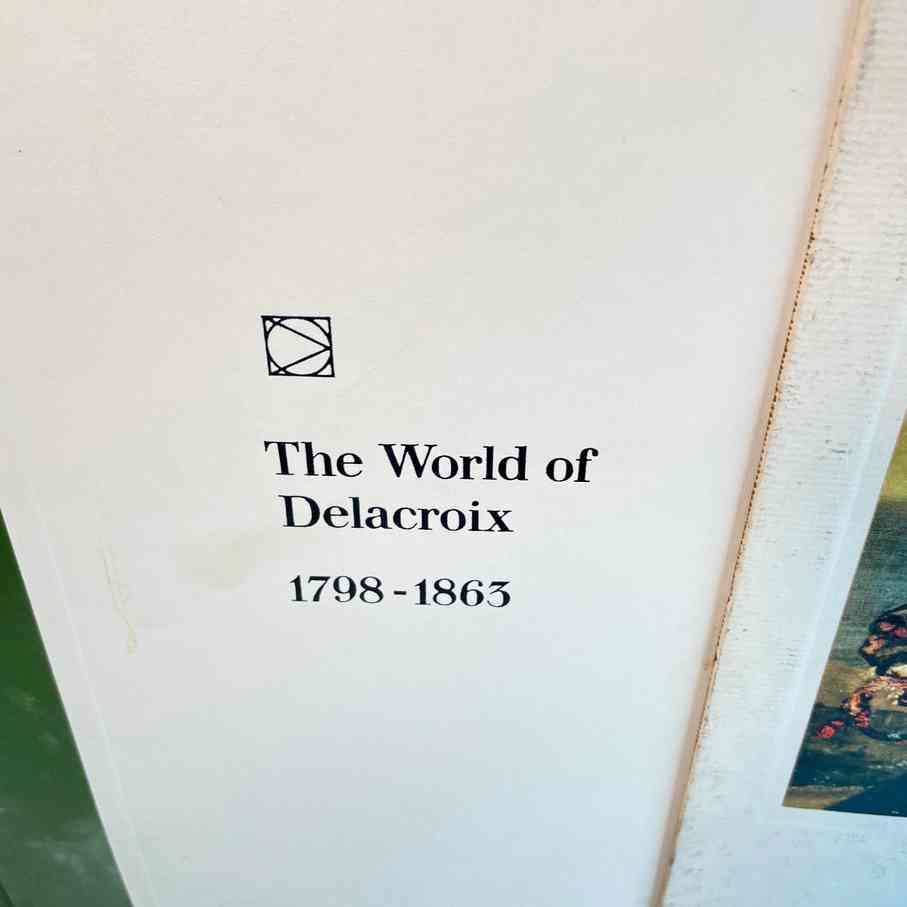 The World of
Delacroix
1798-1863